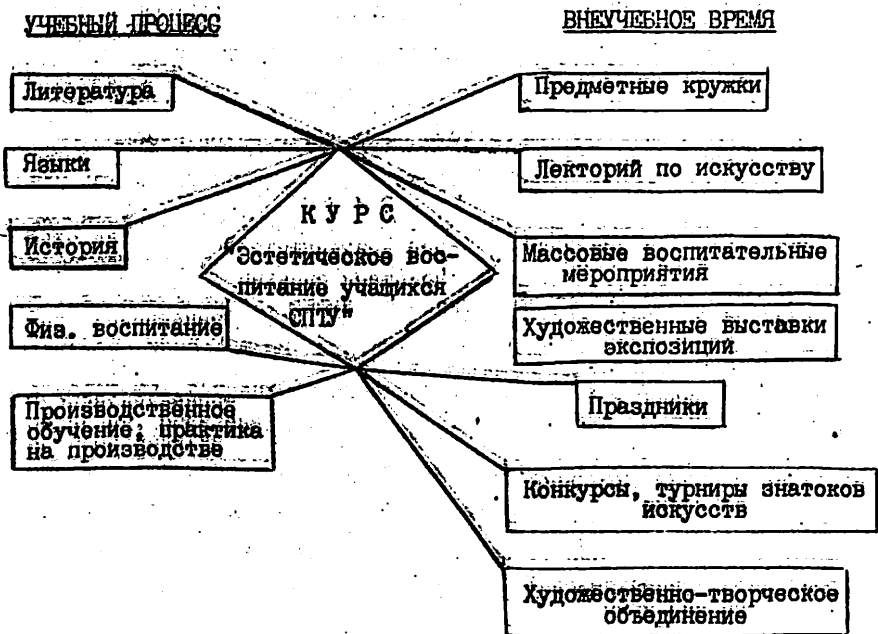 УЧЕБНЫЙ ПРОЦЕСС
ВНЕУЧЕБНОЕ ВРЕМЯ
Литература
Предметные кружки
Языки
Лекторий по искусству
История
КУРС
"Эстетическое вос-
питание учащихся
СПТУ"
Массовые воспитательные
мероприятия
Физ. воспитание
Художественные выставки
экспозиций
Производственное
обучение; практика
на производстве
Праздники
Конкурсы, турниры знатоков
искусств
Художественно-творческое
объединение